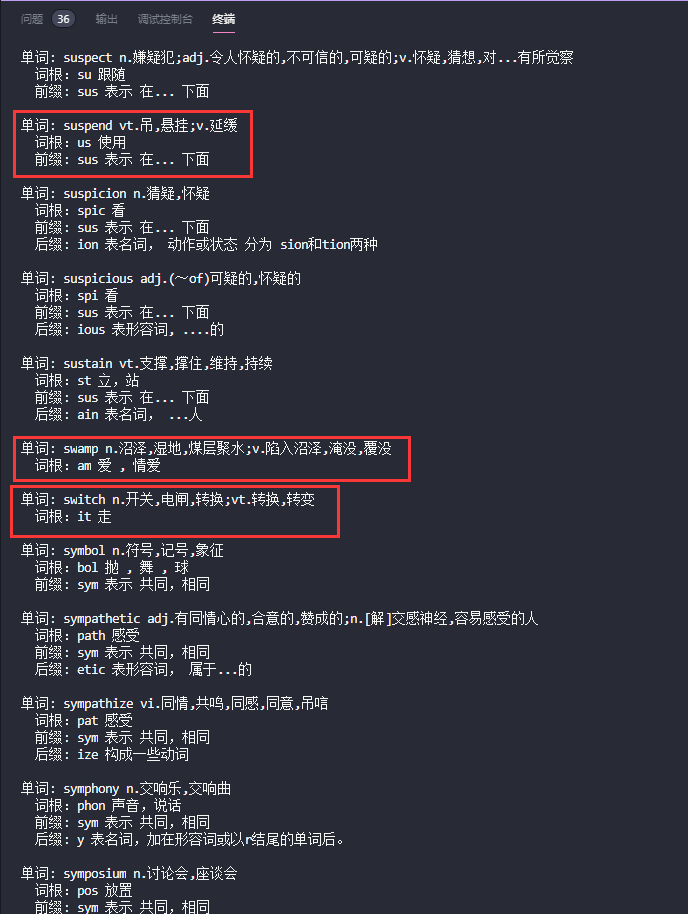 问题 36 输出 调试控制台 终端
单词: suspect n.嫌疑犯;adj.令人怀疑的,不可信的,可疑的;v.怀疑,猜想,对...有所觉察
词根: su 跟随
前缀: sus 表示 在... 下面
单词: suspend vt.吊,悬挂;v.延缓
词根: us 使用
前缀: sus 表示 在... 下面
单词: suspicion n.猜疑,怀疑
词根: spic 看
前缀: sus 表示 在... 下面
后缀: ion 表名词, 动作或状态 分为 sion和tion两种
单词: suspicious adj.(～of)可疑的,怀疑的
词根: spi 看
前缀: sus 表示 在... 下面
后缀: ious 表形容词, ....的
单词: sustain vt.支撑,撑住,维持,持续
词根: st 立，站
前缀: sus 表示 在... 下面
后缀: ain 表名词, ...人
单词: swamp n.沼泽,湿地,煤层聚水;v.陷入沼泽,淹没,覆没
词根: am 爱 , 情爱
单词: switch n.开关,电闸,转换;vt.转换,转变
词根: it 走
单词: symbol n.符号,记号,象征
词根: bol 抛 , 舞 , 球
前缀: sym 表示 共同，相同
单词: sympathetic adj.有同情心的,合意的,赞成的;n.[解]交感神经,容易感受的人
词根: path 感受
前缀: sym 表示 共同，相同
后缀: etic 表形容词, 属于...的
单词: sympathize vi.同情,共鸣,同感,同意,吊唁
词根: pat 感受
前缀: sym 表示 共同，相同
后缀: ize 构成一些动词
单词: symphony n.交响乐,交响曲
词根: phon 声音，说话
前缀: sym 表示 共同，相同
后缀: y 表名词，加在形容词或以r结尾的单词后。
单词: symposium n.讨论会,座谈会
词根: pos 放置
前缀: sym 表示 共同，相同